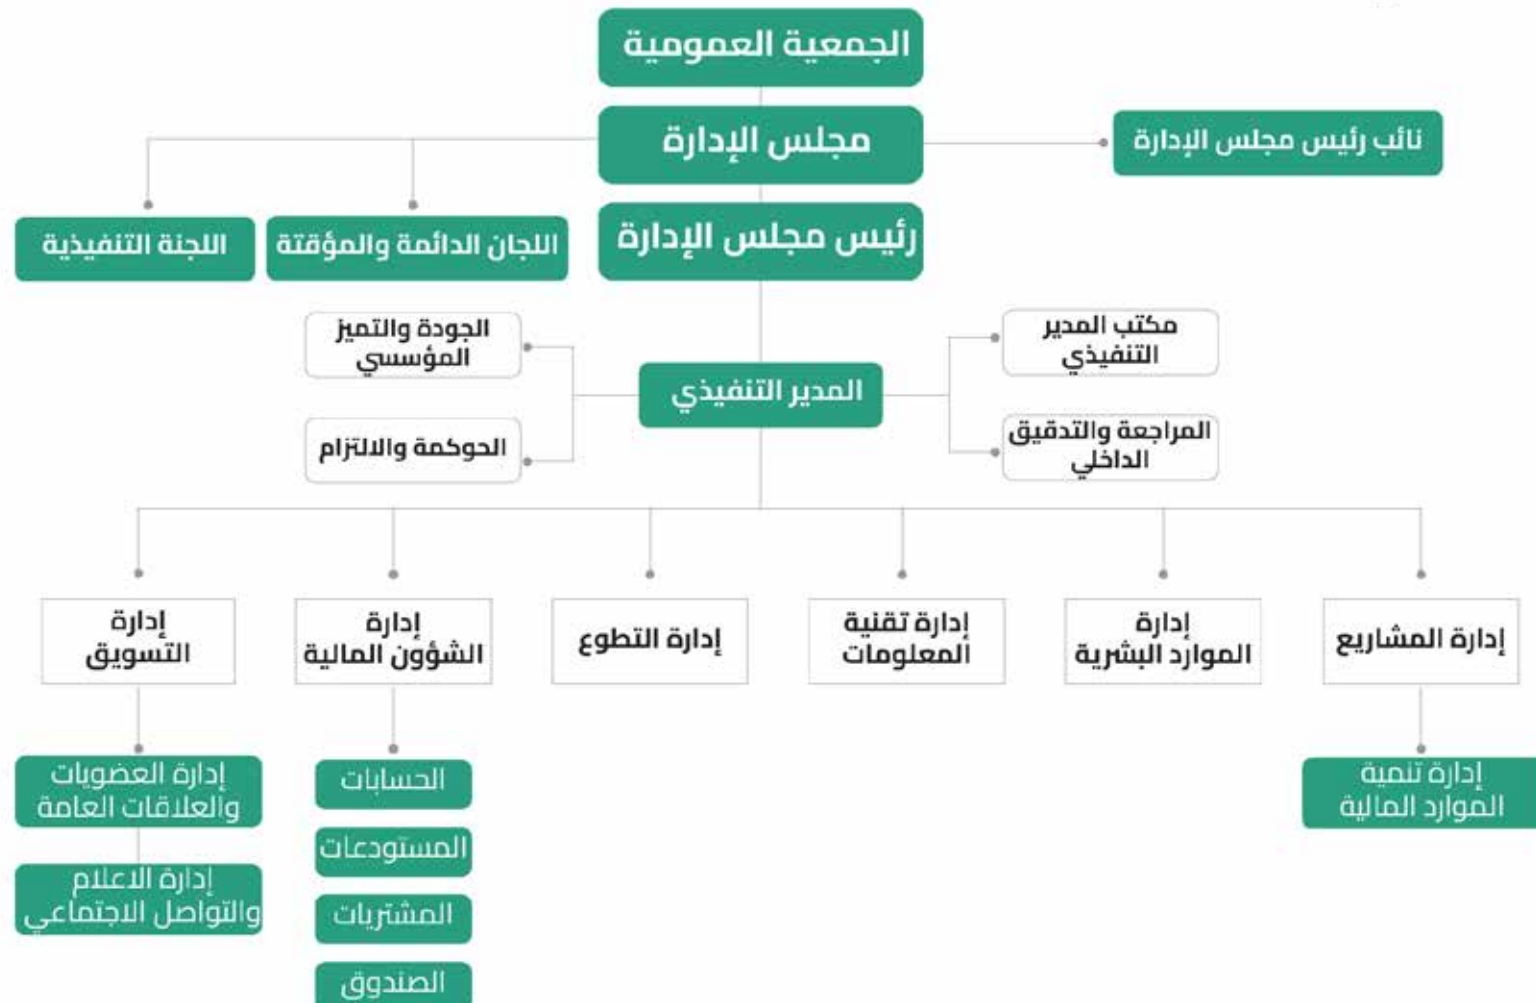 الجمعية العمومية
مجلس الإدارة
نائب رئيس مجلس الإدارة
رئيس مجلس الإدارة
اللجان الدائمة والمؤقتة
اللجنة التنفيذية
مكتب المدير
التنفيذي
الجودة والتميز
المؤسسي
المدير التنفيذي
المراجعة والتدقيق
الداخلي
الحوكمة والالتزام
إدارة المشاريع
إدارة
الموارد البشرية
إدارة تقنية
المعلومات
إدارة التطوع
إدارة
الشؤون المالية
إدارة
التسويق
إدارة تنمية
الموارد المالية
الحسابات
المستودعات
المشتريات
الصندوق
إدارة العضويات
والعلاقات العامة
إدارة الاعلام
والتواصل الاجتماعي